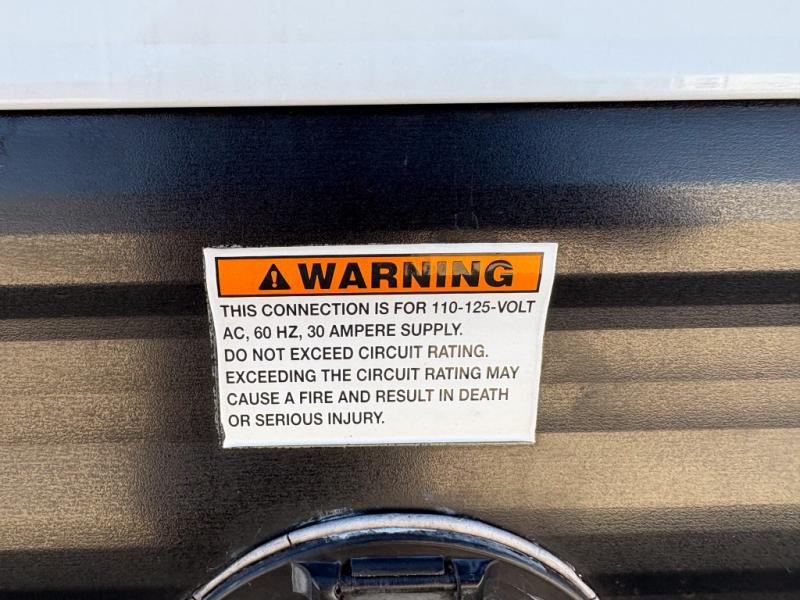 WARNING
THIS CONNECTION IS FOR 110-125-VOLT
AC, 60 HZ, 30 AMPERE SUPPLY.
DO NOT EXCEED CIRCUIT RATING.
EXCEEDING THE CIRCUIT RATING MAY
CAUSE A FIRE AND RESULT IN DEATH
OR SERIOUS INJURY.